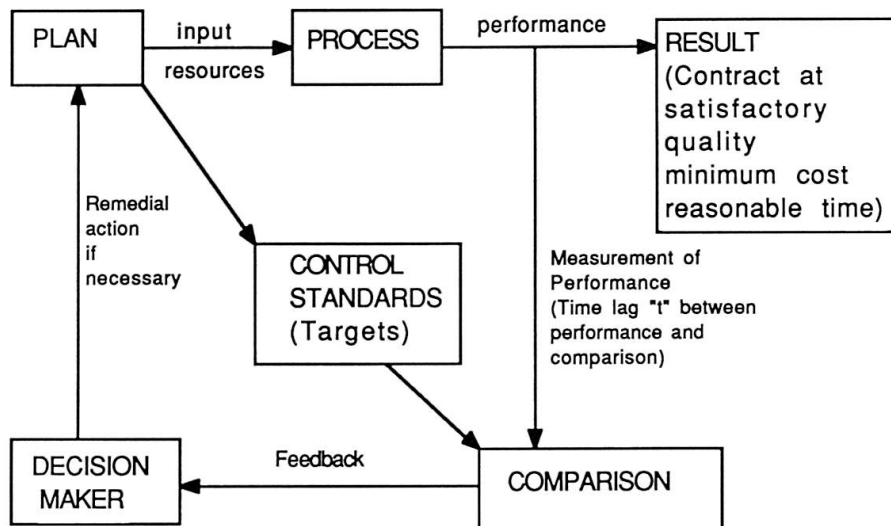 PLAN
input
resources
PROCESS
performance
RESULT
(Contract at
satisfactory
quality
minimum cost
reasonable time)
Remedial
action
if
necessary
CONTROL
STANDARDS
(Targets)
Measurement of
Performance
(Time lag "t" between
performance and
comparison)
DECISION
MAKER
Feedback
COMPARISON